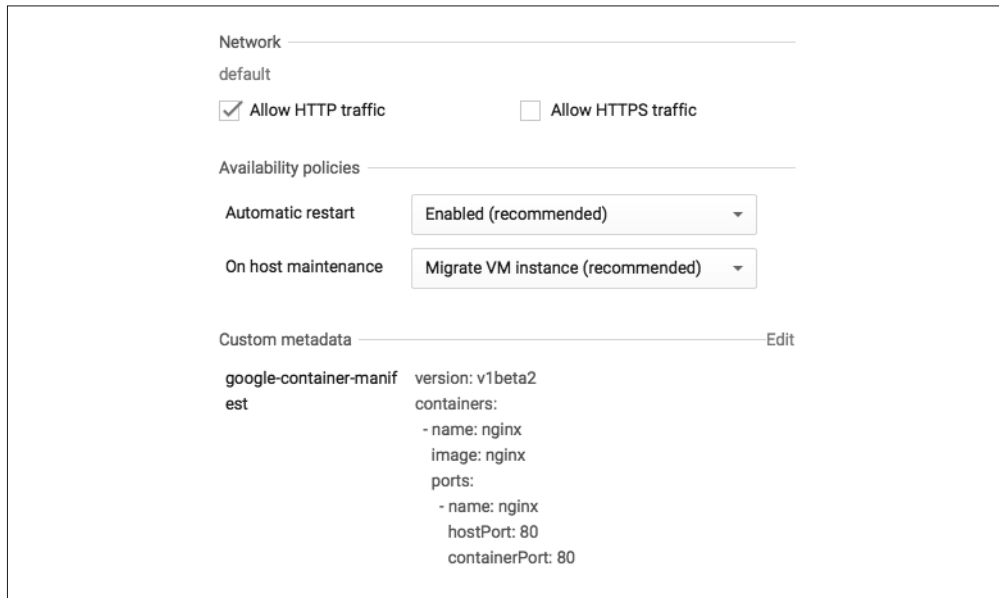 Network
default
Allow HTTP traffic Allow HTTPS traffic
Availability policies
Automatic restart Enabled (recommended)
On host maintenance Migrate VM instance (recommended)
Custom metadata Edit
google-container-manif version: v1beta2
est containers:
- name: nginx
image: nginx
ports:
- name: nginx
hostPort: 80
containerPort: 80